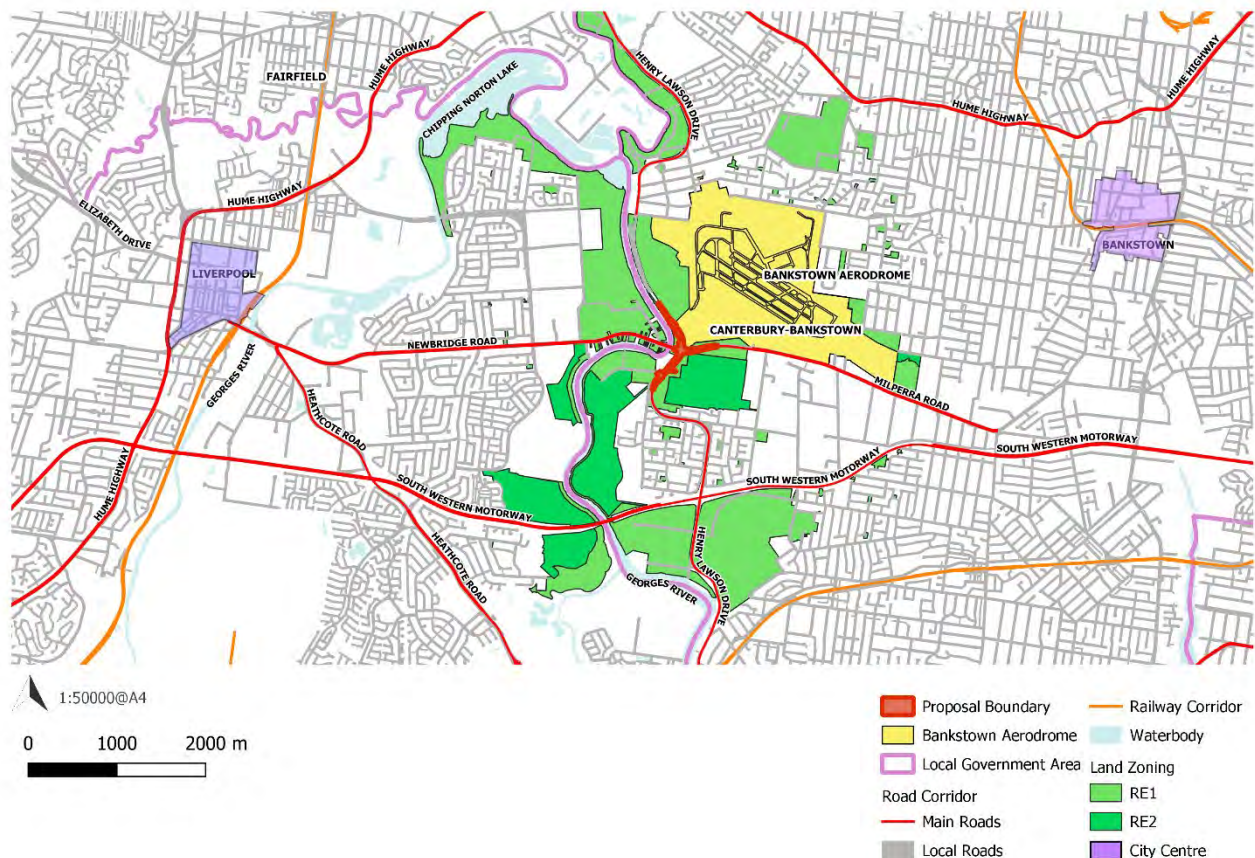 HUME HIGHWAY
HENRY LAWSON DRIVE
HUME HIGHWAY
FAIRFIELD
CHIPPING NORTON LAKE
HUME HIGHWAY
HUME HIGHWAY
ELIZABETH DRIVE
LIVERPOOL
BANKSTOWN
BANKSTOWN AERODROME
CANTERBURY-BANKSTOWN
NEWBRIDGE ROAD
GEORGES RIVER
MILPERRA ROAD
HEATHCOTE ROAD
SOUTH WESTERN MOTORWAY
HUME HIGHWAY
SOUTH WESTERN MOTORWAY
SOUTH WESTERN MOTORWAY
HEATHCOTE ROAD
HENRY LAWSON DRIVE
GEORGES RIVER
1:50000@A4
0 1000 2000 m
Proposal Boundary
Bankstown Aerodrome
Local Government Area
Road Corridor
Main Roads
Local Roads
Railway Corridor
Waterbody
Land Zoning
RE1
RE2
City Centre